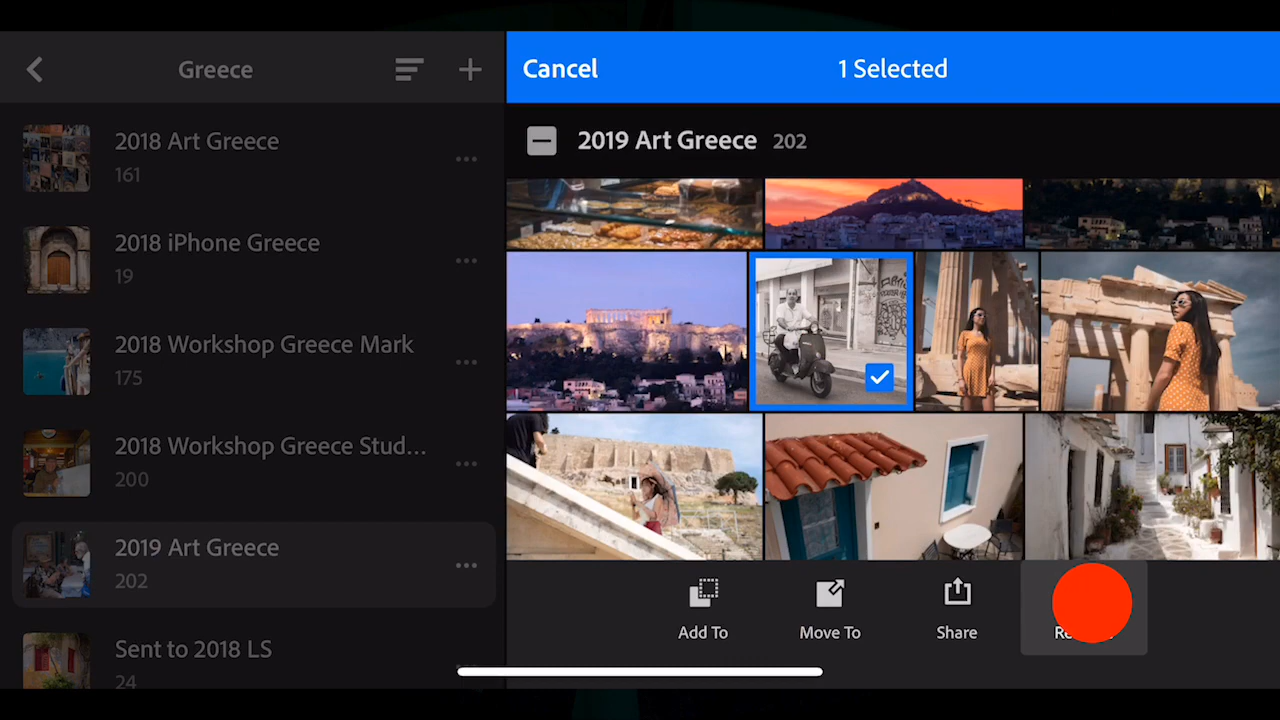 Greece
2018 Art Greece
161
2018 iPhone Greece
19
2018 Workshop Greece Mark
175
2018 Workshop Greece Stud...
200
2019 Art Greece
202
Sent to 2018 LS
24
Cancel
1 Selected
2019 Art Greece 202
Add To
Move To
Share